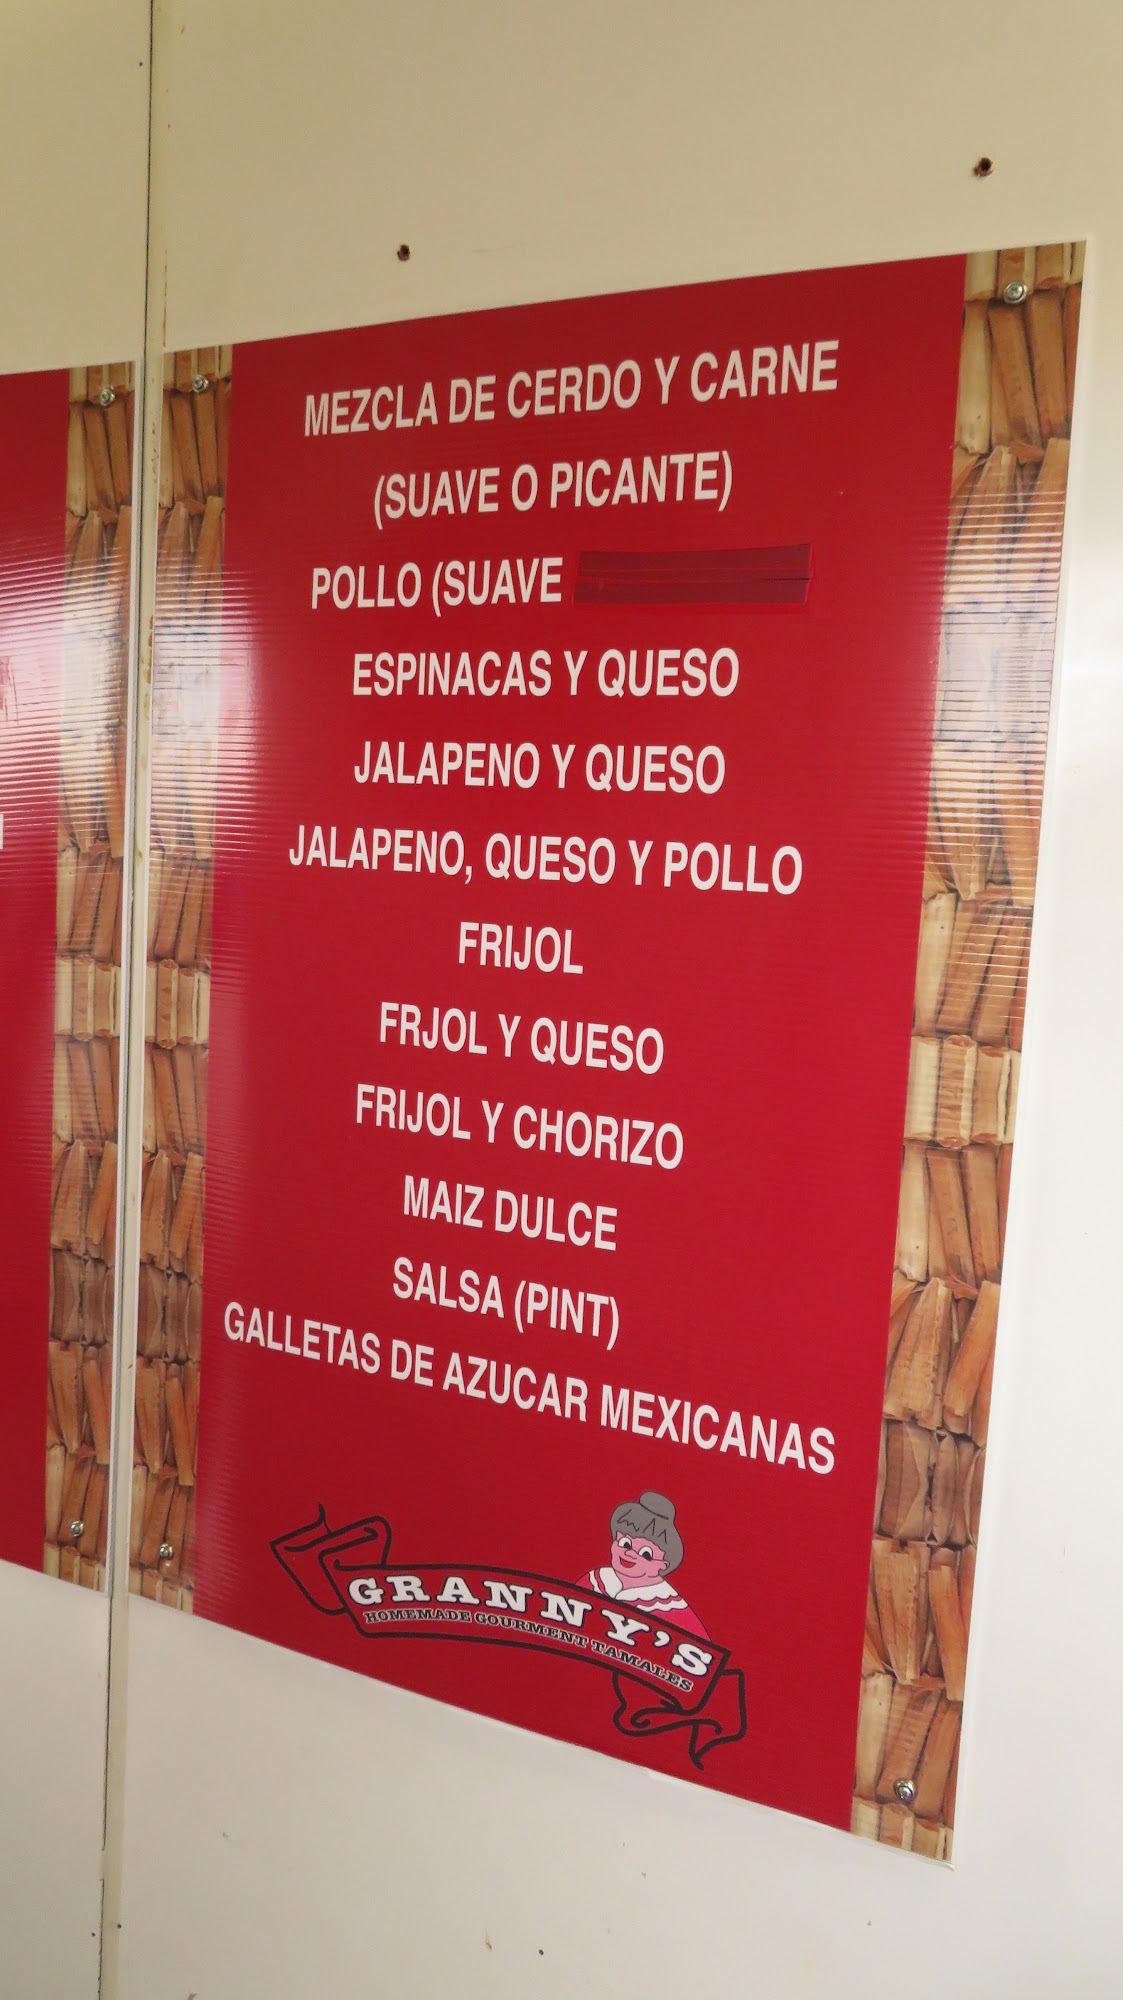 MEZCLA DE CERDO Y CARNE
(SUAVE O PICANTE)
POLLO (SUAVE
ESPINACAS Y QUESO
JALAPENO Y QUESO
JALAPENO, QUESO Y POLLO
FRIJOL
FRJOL Y QUESO
FRIJOL Y CHORIZO
MAIZ DULCE
SALSA (PINT)
GALLETAS DE AZUCAR MEXICANAS
GRANNY'S
HOMEMADE GOURMENT TAMALES